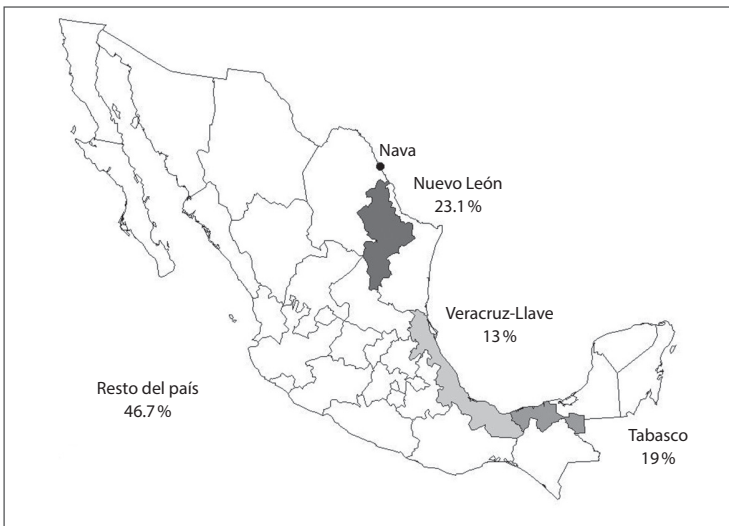 Nava
Nuevo León
23.1 %
Veracruz-Llave
13 %
Resto del país
46.7 %
Tabasco
19 %